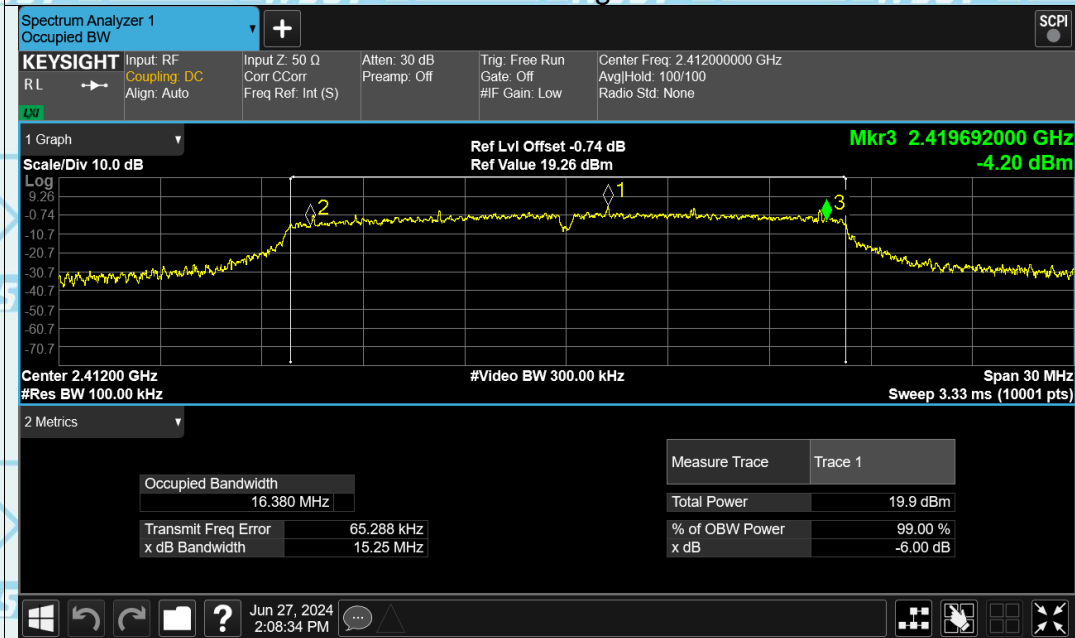 Spectrum Analyzer 1
Occupied BW
+
SCPI
KEYSIGHT
R L
LXI
Input: RF
Coupling: DC
Align: Auto
Input Z: 50 Ω
Corr CCorr
Freq Ref: Int (S)
Atten: 30 dB
Preamp: Off
Trig: Free Run
Gate: Off
#IF Gain: Low
Center Freq: 2.412000000 GHz
Avg|Hold: 100/100
Radio Std: None
1 Graph
Scale/Div 10.0 dB
Ref Lvl Offset -0.74 dB
Ref Value 19.26 dBm
Mkr3 2.419692000 GHz
-4.20 dBm
Log
9.26
-0.74
-10.7
-20.7
-30.7
-40.7
-50.7
-60.7
-70.7
2
1
3
Center 2.41200 GHz
#Video BW 300.00 kHz
Span 30 MHz
#Res BW 100.00 kHz
Sweep 3.33 ms (10001 pts)
2 Metrics
Measure Trace Trace 1
Occupied Bandwidth
16.380 MHz
Total Power 19.9 dBm
Transmit Freq Error 65.288 kHz
% of OBW Power 99.00 %
x dB Bandwidth 15.25 MHz
x dB -6.00 dB
?
Jun 27, 2024
2:08:34 PM